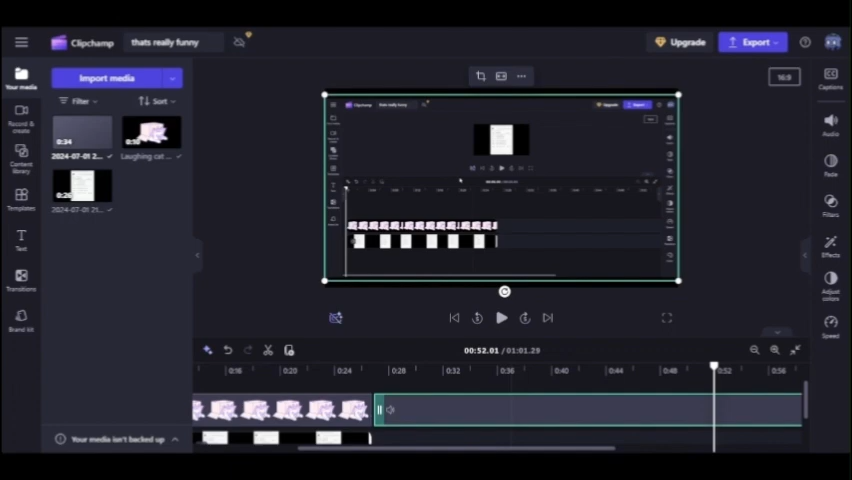 Clipchamp
thats really funny
Upgrade
Export
Your media
Import media
Captions
Filter
Sort
16:9
Record & create
0:34
Audio
2024-07-01 2...
Laughing cat ...
Content library
Fade
Templates
0:26
2024-07-01 21...
Filters
Text
Effects
Transitions
Adjust colors
Brand kit
Speed
00:52.01 / 01:01.29
0:16
0:20
0:24
0:28
0:32
0:36
0:40
0:44
0:48
0:52
0:56
Your media isn't backed up